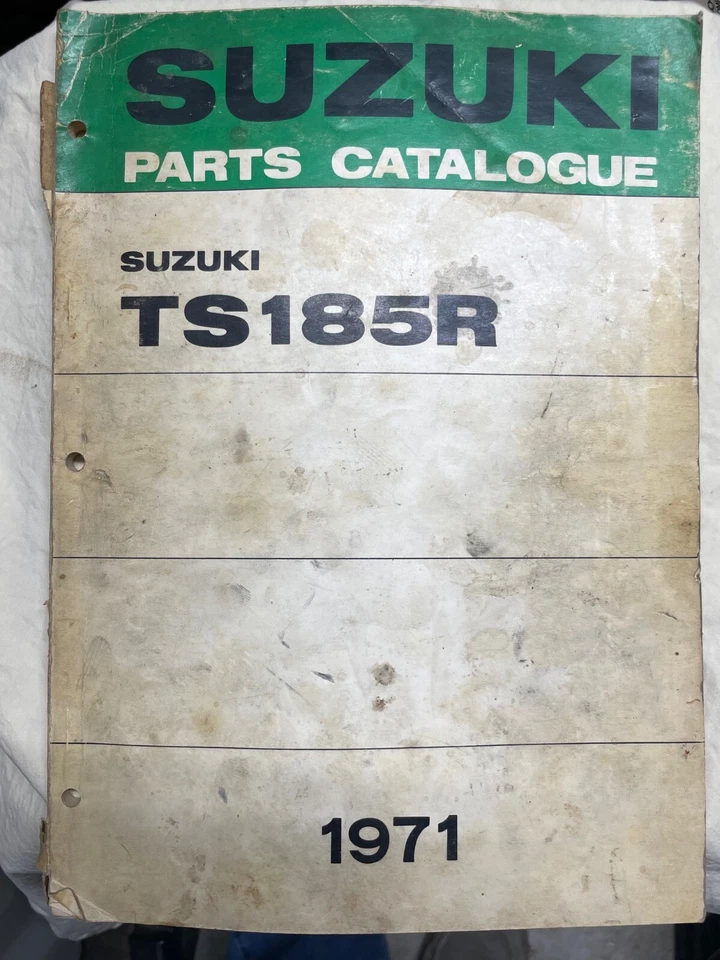 SUZUKI
PARTS CATALOGUE
SUZUKI
TS185R
1971